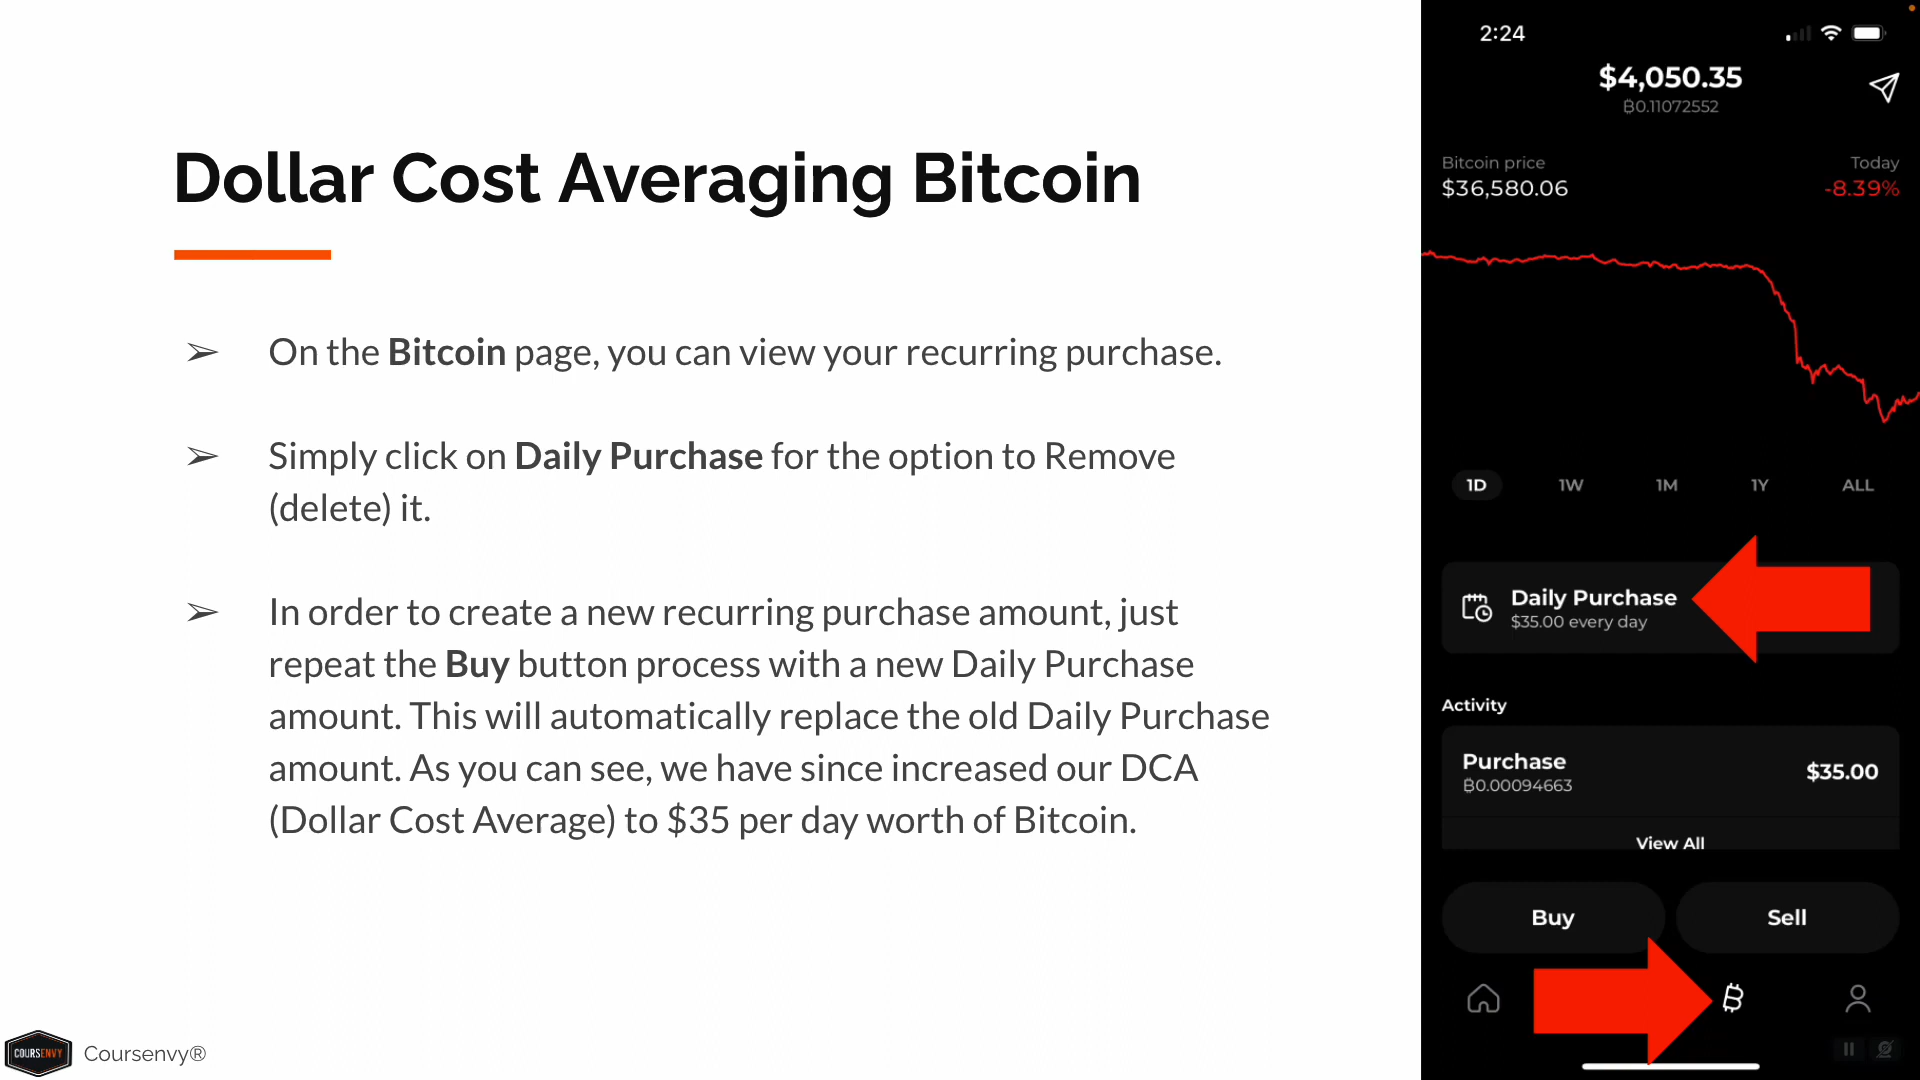 Dollar Cost Averaging Bitcoin
➢ On the Bitcoin page, you can view your recurring purchase.
➢ Simply click on Daily Purchase for the option to Remove
(delete) it.
➢ In order to create a new recurring purchase amount, just
repeat the Buy button process with a new Daily Purchase
amount. This will automatically replace the old Daily Purchase
amount. As you can see, we have since increased our DCA
(Dollar Cost Average) to $35 per day worth of Bitcoin.
COURSENVY
Coursenvy®
2:24
$4,050.35
₿0.11072552
Bitcoin price
Today
$36,580.06
-8.39%
1D 1W 1M 1Y ALL
Daily Purchase
$35.00 every day
Activity
Purchase
$35.00
₿0.00094663
View All
Buy Sell